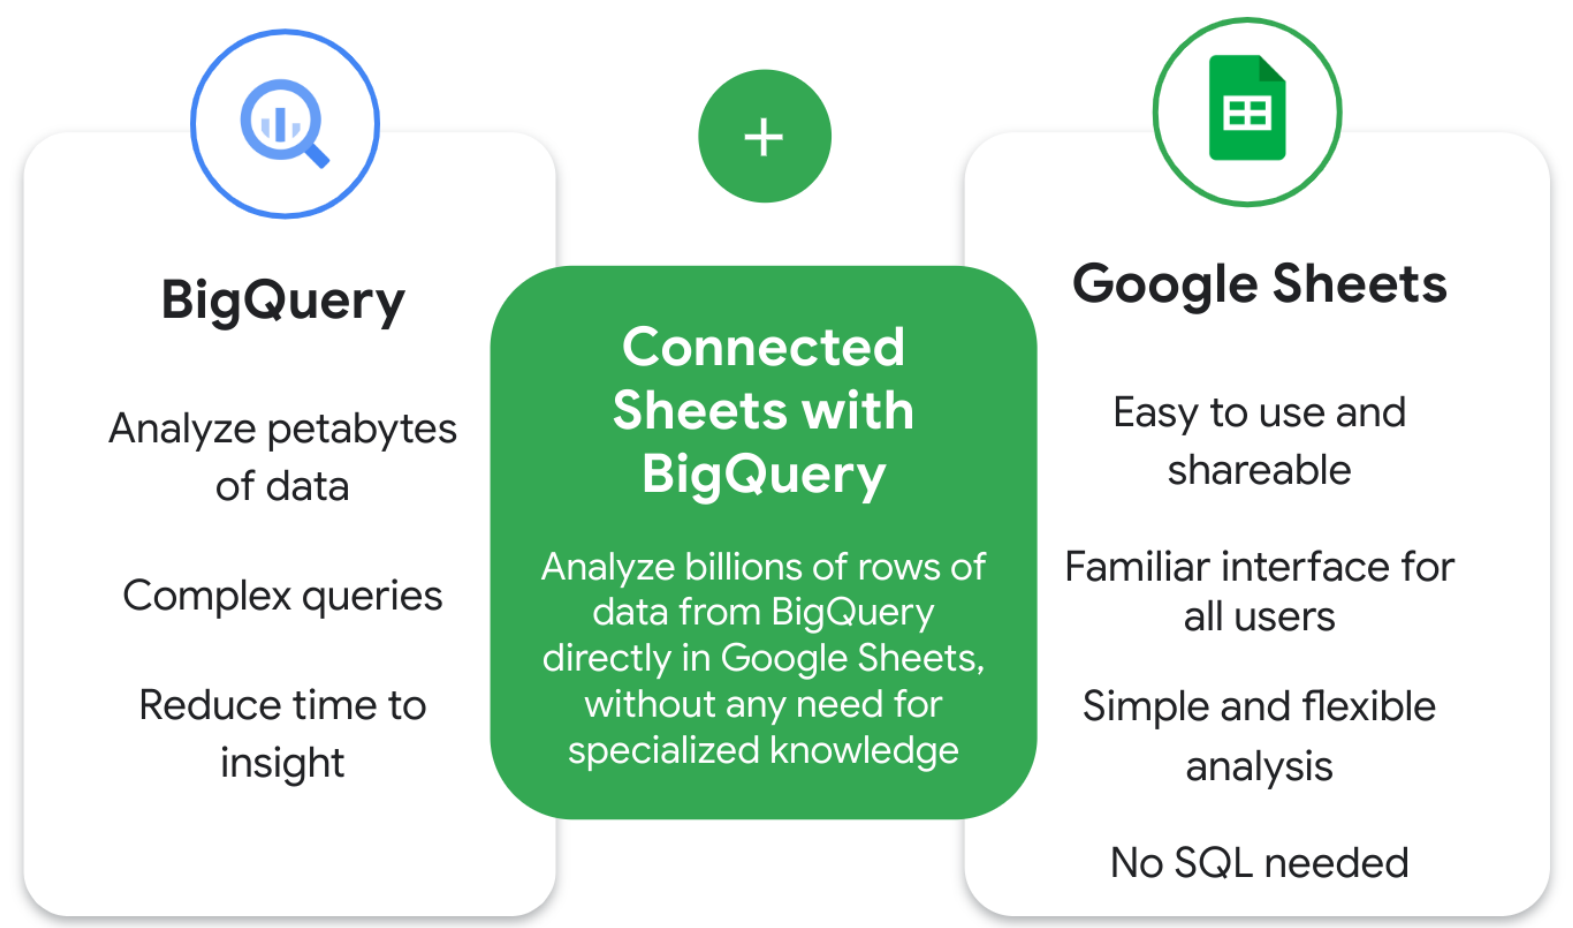 BigQuery
Analyze petabytes
of data
Complex queries
Reduce time to
insight
+
Connected
Sheets with
BigQuery
Analyze billions of rows of
data from BigQuery
directly in Google Sheets,
without any need for
specialized knowledge
Google Sheets
Easy to use and
shareable
Familiar interface for
all users
Simple and flexible
analysis
No SQL needed